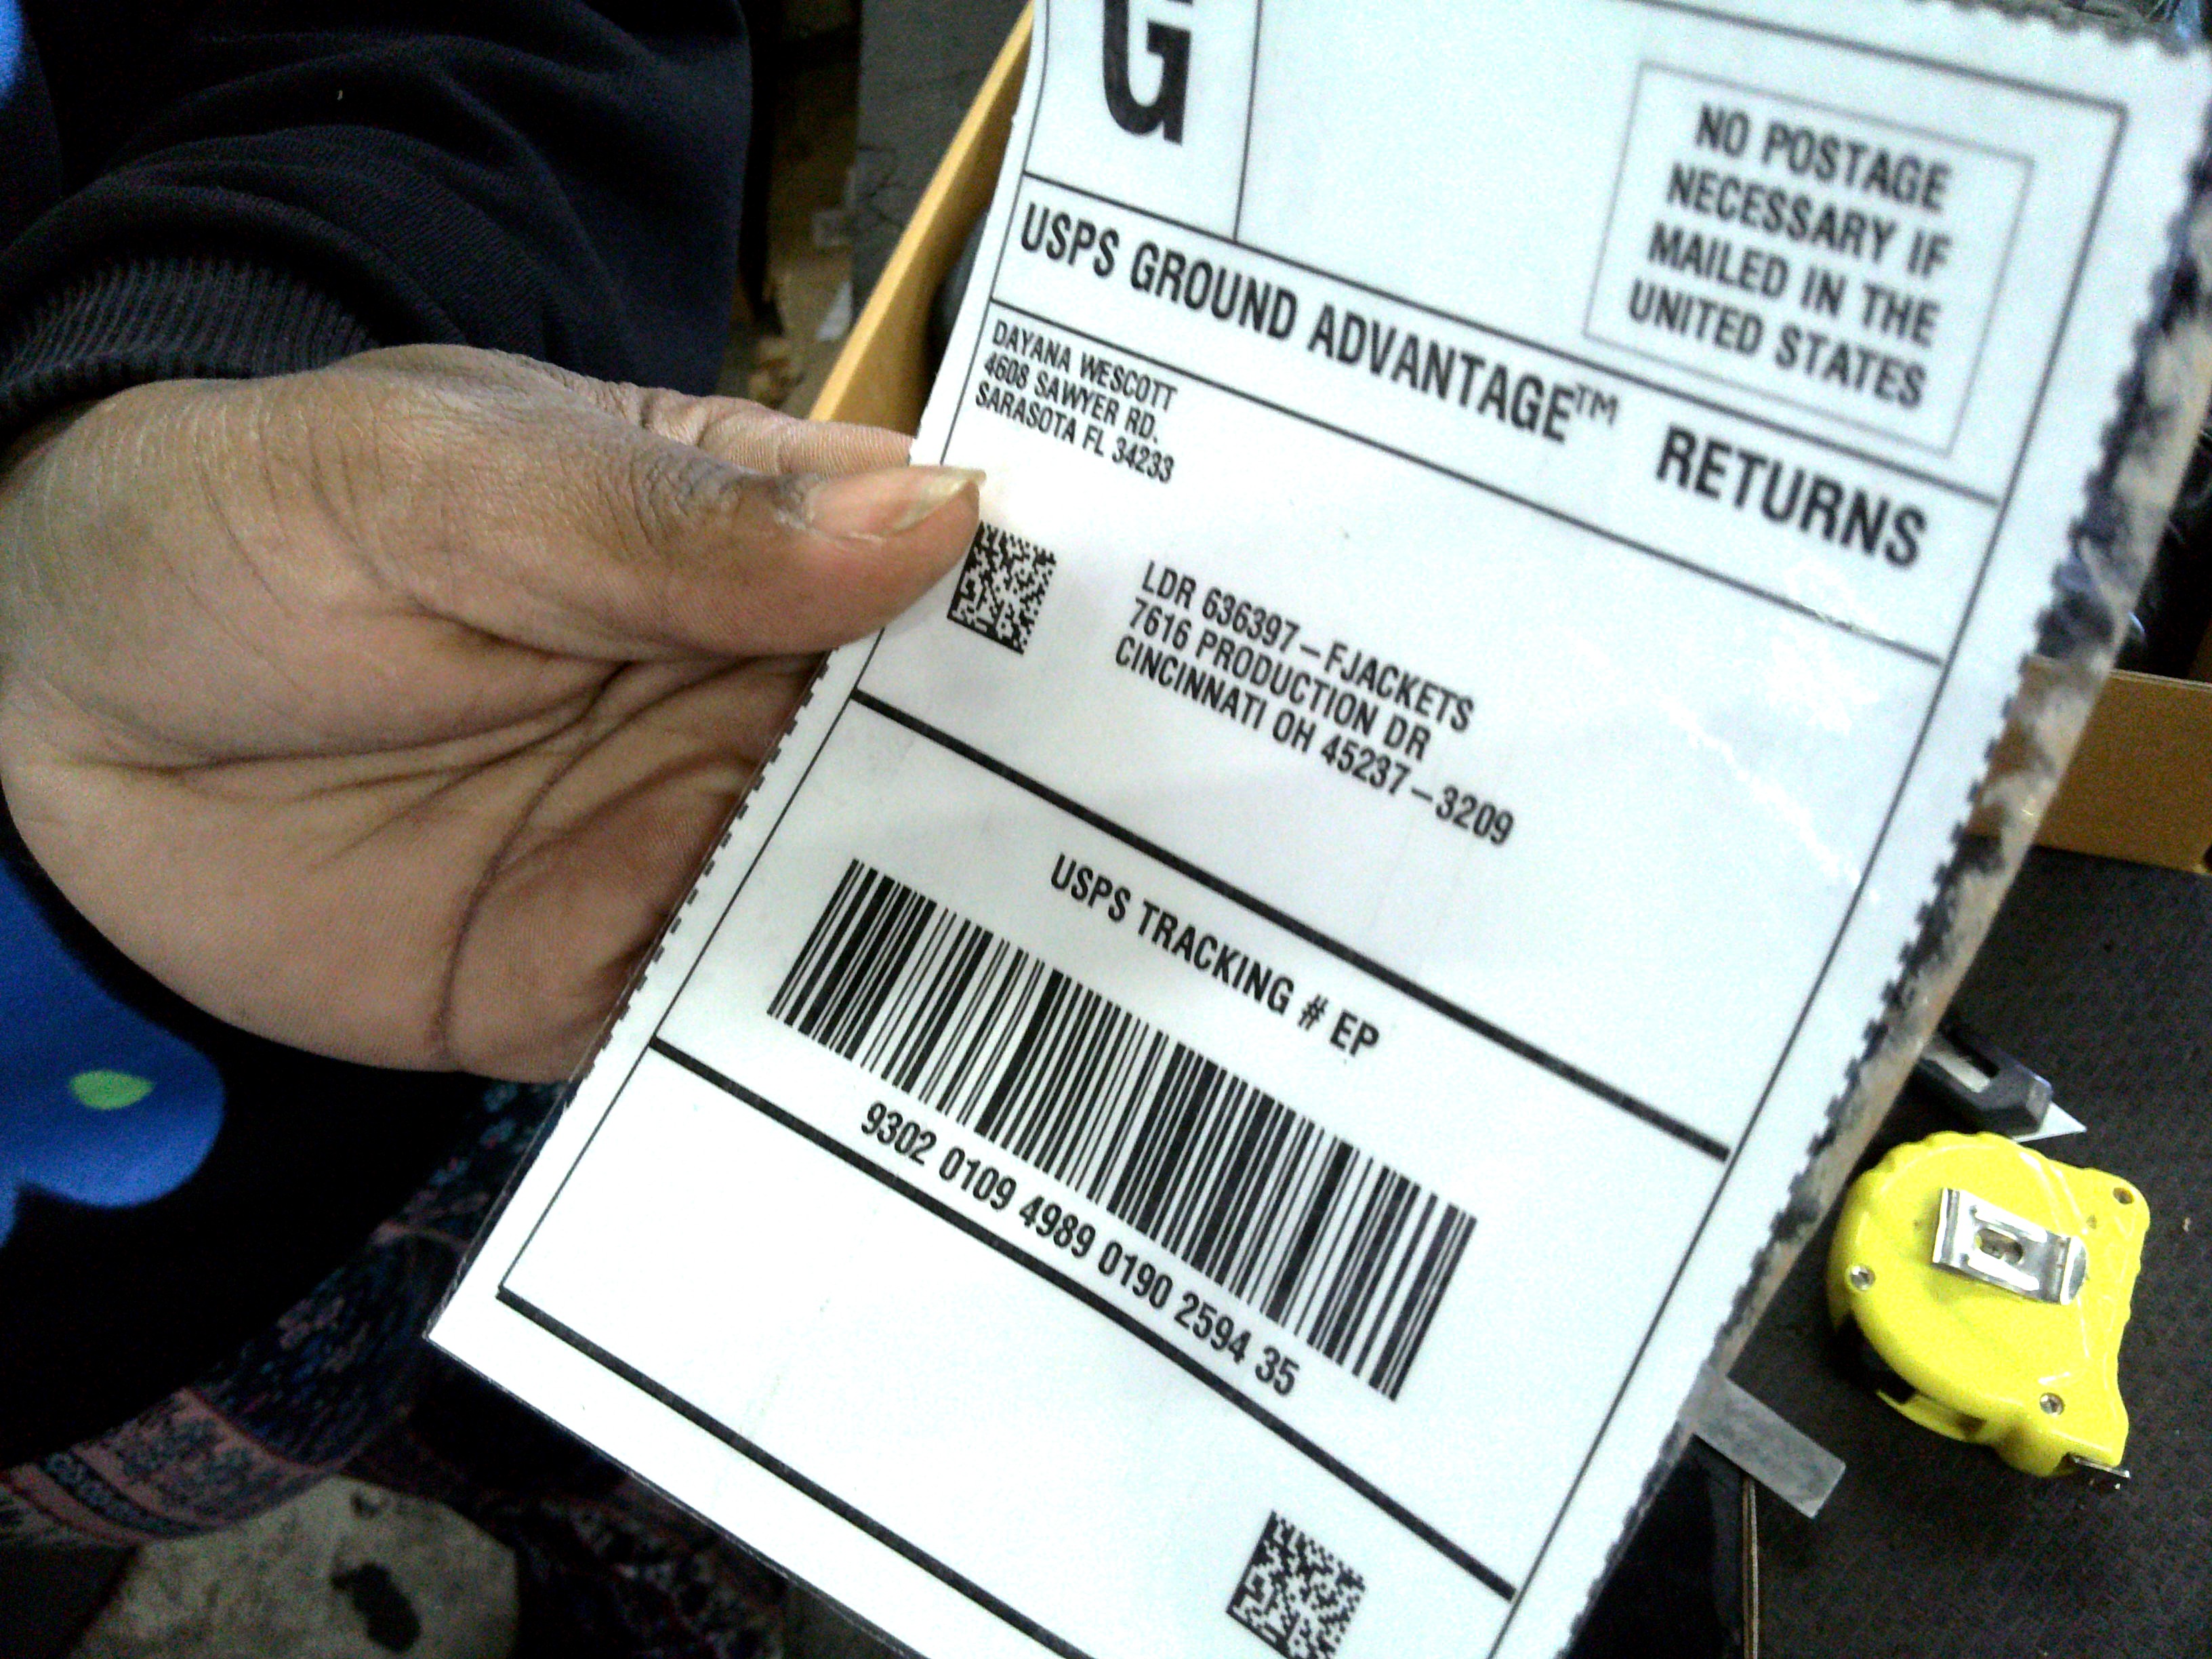 G
NO POSTAGE
NECESSARY IF
MAILED IN THE
UNITED STATES
USPS GROUND ADVANTAGE™ RETURNS
DAYANA WESCOTT
4608 SAWYER RD.
SARASOTA FL 34233
LDR 636397-FJACKETS
7616 PRODUCTION DR
CINCINNATI OH 45237-3209
USPS TRACKING # EP
9302 0109 4989 0190 2594 35